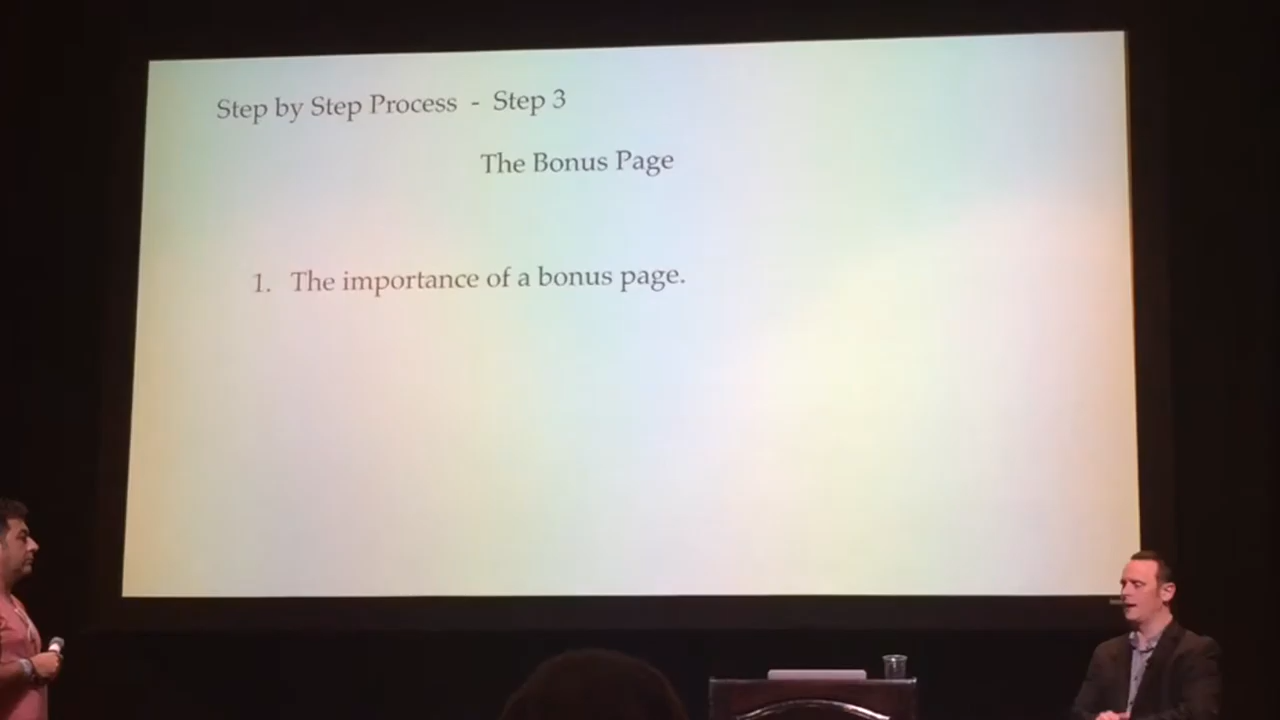 Step by Step Process - Step 3
The Bonus Page
1. The importance of a bonus page.